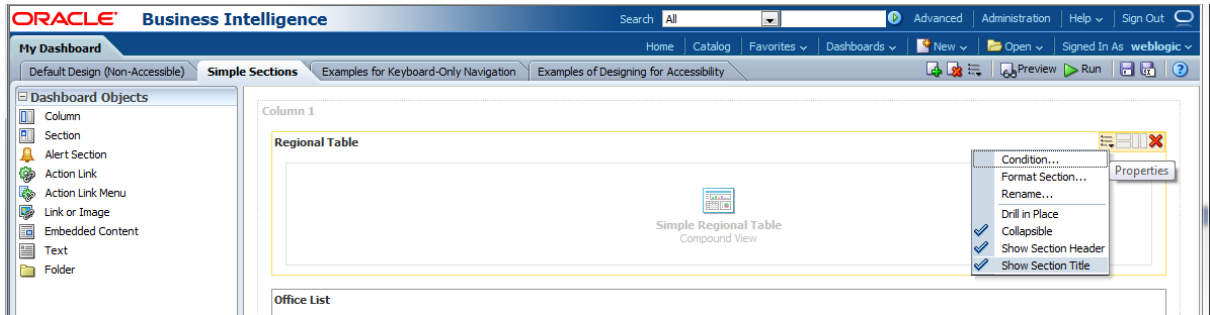 ORACLE Business Intelligence Search All Advanced Administration Help Sign Out
My Dashboard Home Catalog Favorites Dashboards New Open Signed In As weblogic
Default Design (Non-Accessible) Simple Sections Examples for Keyboard-Only Navigation Examples of Designing for Accessibility Preview Run
Dashboard Objects
Column
Section
Alert Section
Action Link
Action Link Menu
Link or Image
Embedded Content
Text
Folder
Column 1
Regional Table
Simple Regional Table
Compound View
Condition...
Format Section...
Rename...
Drill in Place
Collapsible
Show Section Header
Show Section Title
Properties
Office List